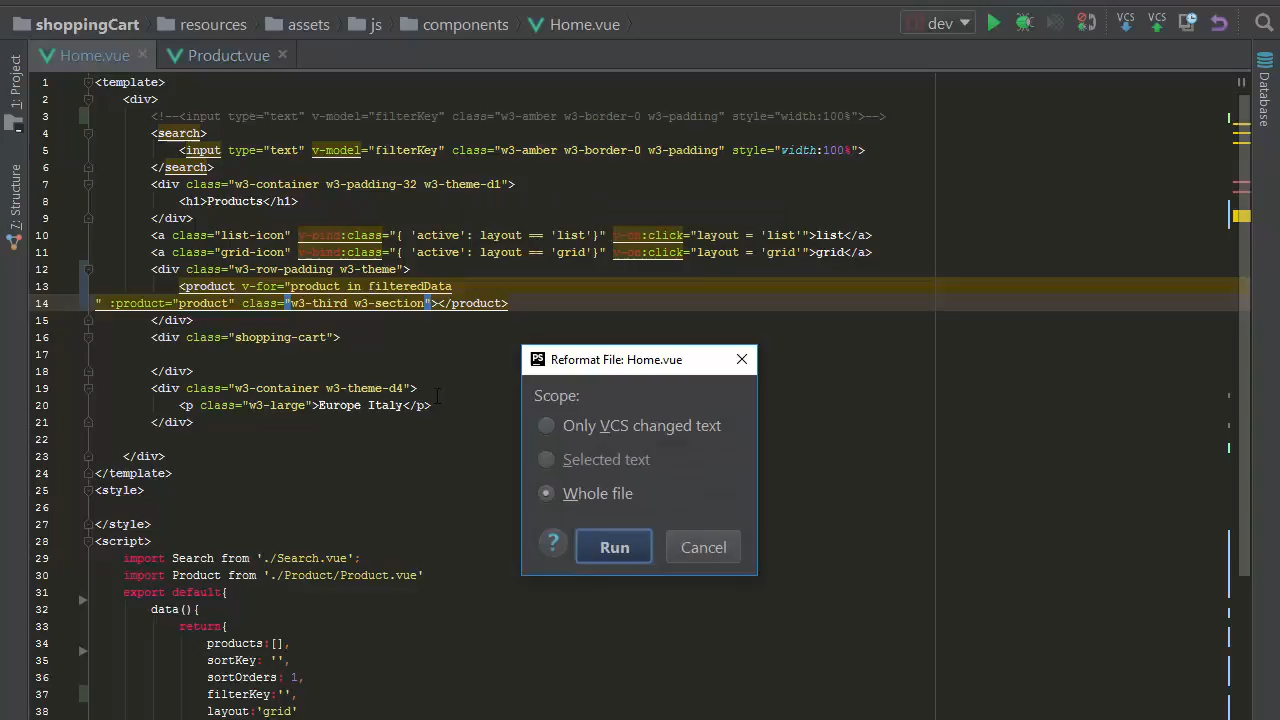 shoppingCart resources assets js components Home.vue dev VCS VCS
Home.vue Product.vue
1: Project
7: Structure
Database
1 <template>
2 <div>
3 <!--<input type="text" v-model="filterKey" class="w3-amber w3-border-0 w3-padding" style="width:100%">-->
4 <search>
5 <input type="text" v-model="filterKey" class="w3-amber w3-border-0 w3-padding" style="width:100%">
6 </search>
7 <div class="w3-container w3-padding-32 w3-theme-d1">
8 <h1>Products</h1>
9 </div>
10 <a class="list-icon" v-bind:class="{ 'active': layout == 'list'}" v-on:click="layout = 'list'">list</a>
11 <a class="grid-icon" v-bind:class="{ 'active': layout == 'grid'}" v-on:click="layout = 'grid'">grid</a>
12 <div class="w3-row-padding w3-theme">
13 <product v-for="product in filteredData
14 " :product="product" class="w3-third w3-section"></product>
15 </div>
16 <div class="shopping-cart">
17
18 </div>
19 <div class="w3-container w3-theme-d4">
20 <p class="w3-large">Europe Italy</p>
21 </div>
22
23 </div>
24 </template>
25 <style>
26
27 </style>
28 <script>
29 import Search from './Search.vue';
30 import Product from './Product/Product.vue'
31 export default{
32 data(){
33 return{
34 products:[],
35 sortKey: '',
36 sortOrders: 1,
37 filterKey:'',
38 layout:'grid'
PS Reformat File: Home.vue
Scope:
Only VCS changed text
Selected text
Whole file
? Run Cancel